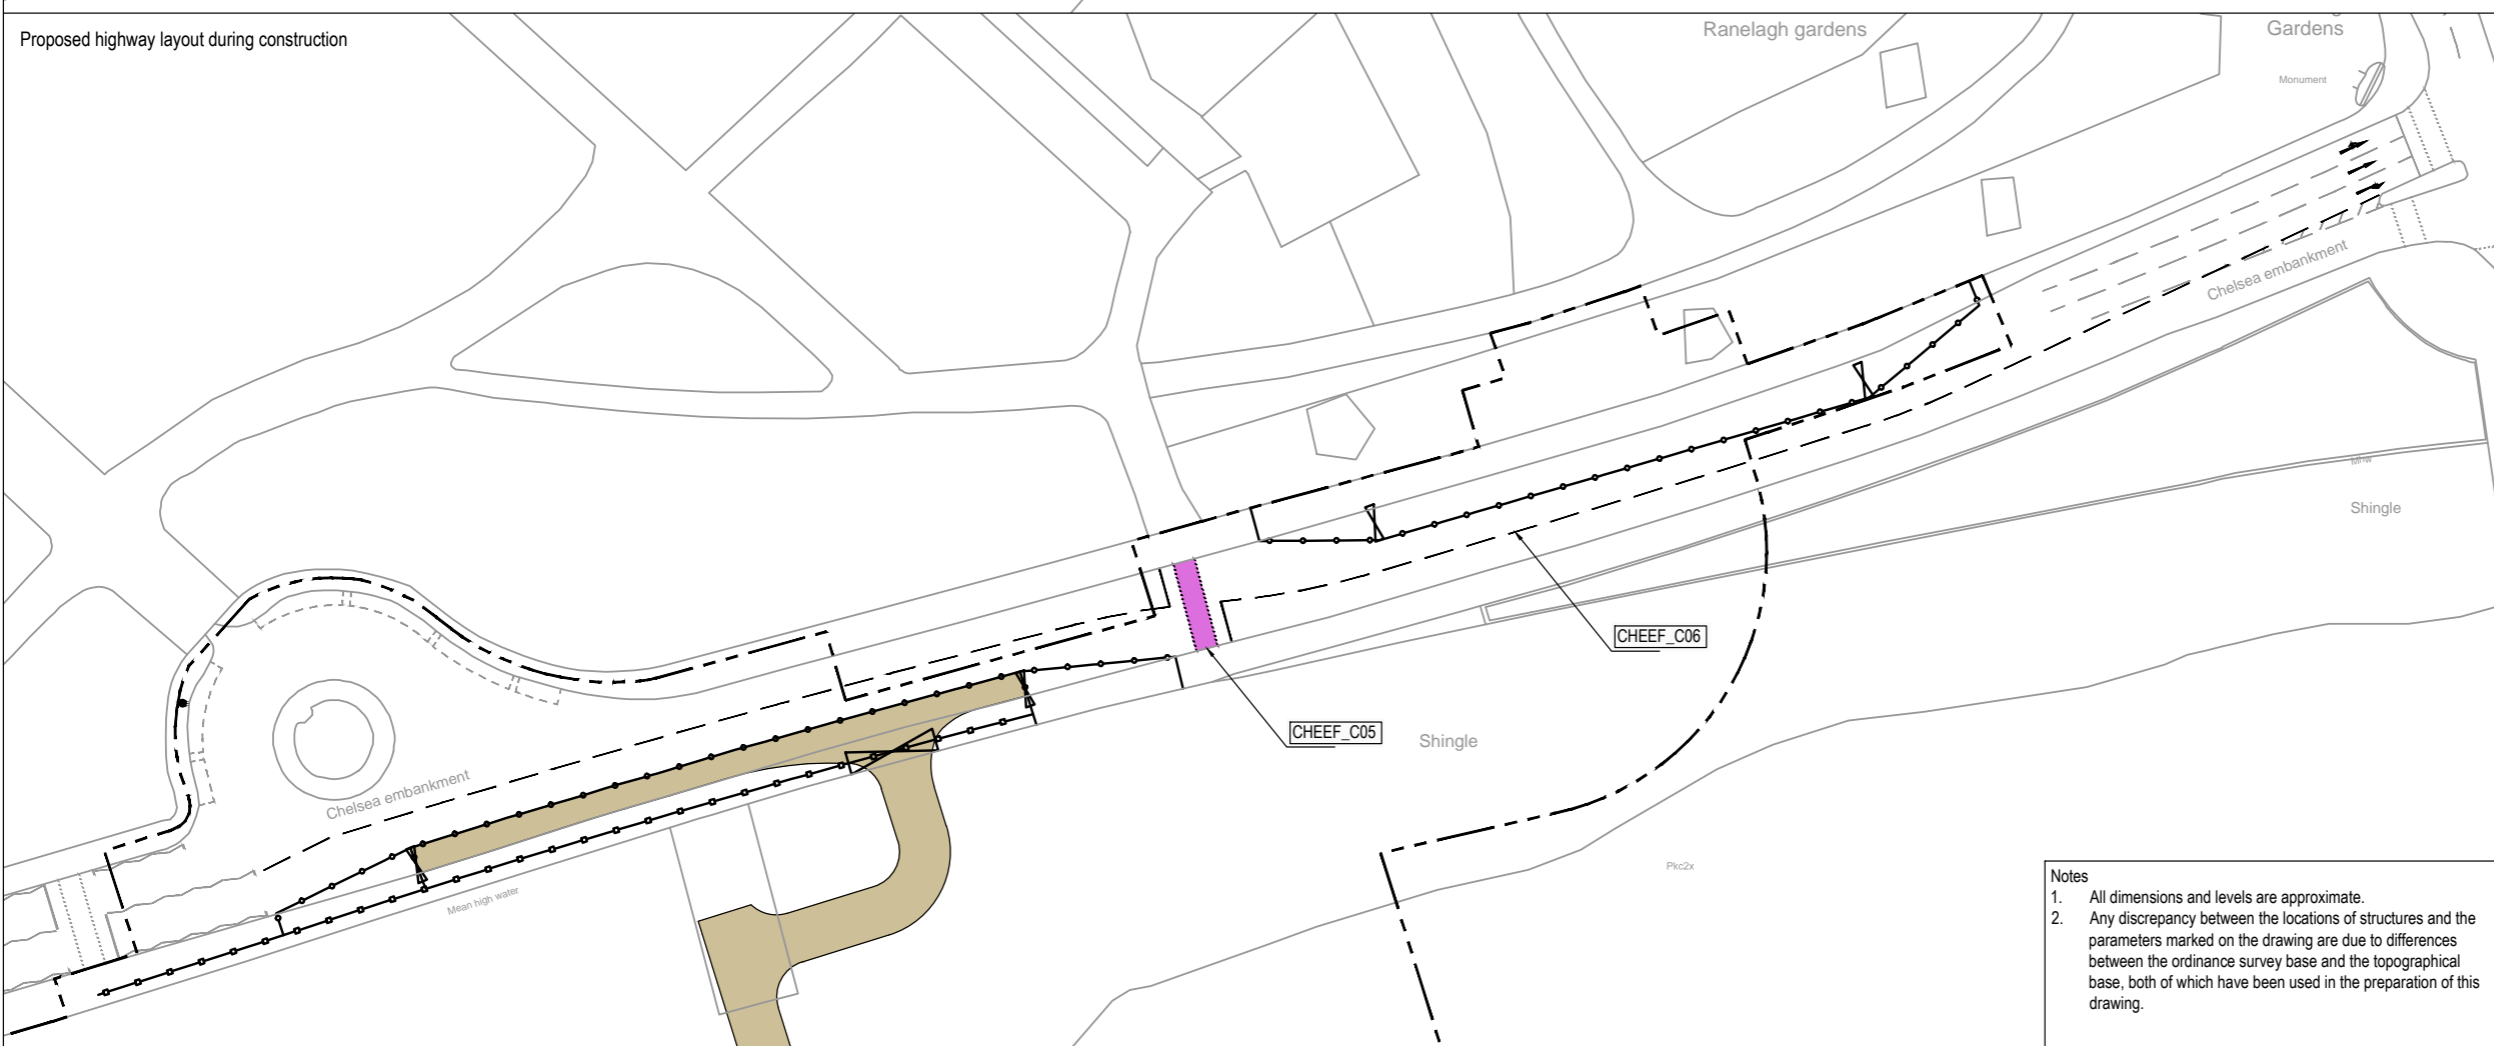 Proposed highway layout during construction
Ranelagh gardens
Gardens
Monument
Chelsea embankment
Mhw
Shingle
CHEEF_C06
CHEEF_C05
Shingle
Chelsea embankment
Mean high water
Pkc2x
Notes
1. All dimensions and levels are approximate.
2. Any discrepancy between the locations of structures and the
parameters marked on the drawing are due to differences
between the ordinance survey base and the topographical
base, both of which have been used in the preparation of this
drawing.